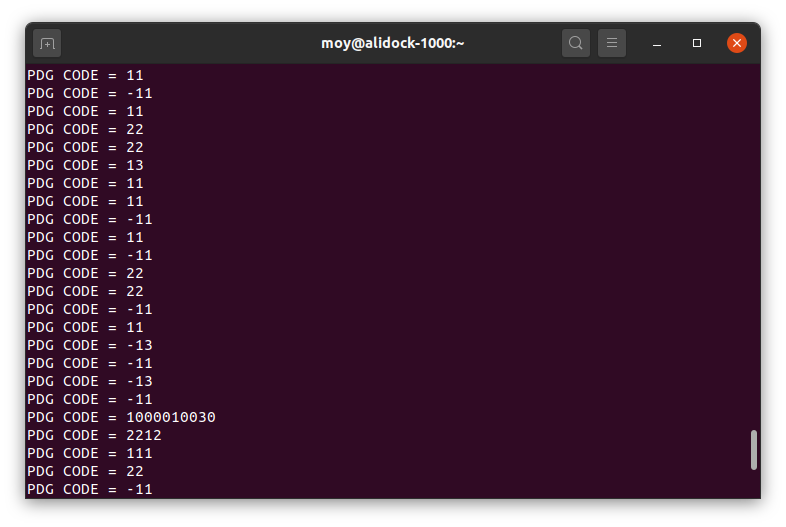 moy@alidock-1000:~
PDG CODE = 11
PDG CODE = -11
PDG CODE = 11
PDG CODE = 22
PDG CODE = 22
PDG CODE = 13
PDG CODE = 11
PDG CODE = 11
PDG CODE = -11
PDG CODE = 11
PDG CODE = -11
PDG CODE = 22
PDG CODE = 22
PDG CODE = -11
PDG CODE = 11
PDG CODE = -13
PDG CODE = -11
PDG CODE = -13
PDG CODE = -11
PDG CODE = 1000010030
PDG CODE = 2212
PDG CODE = 111
PDG CODE = 22
PDG CODE = -11